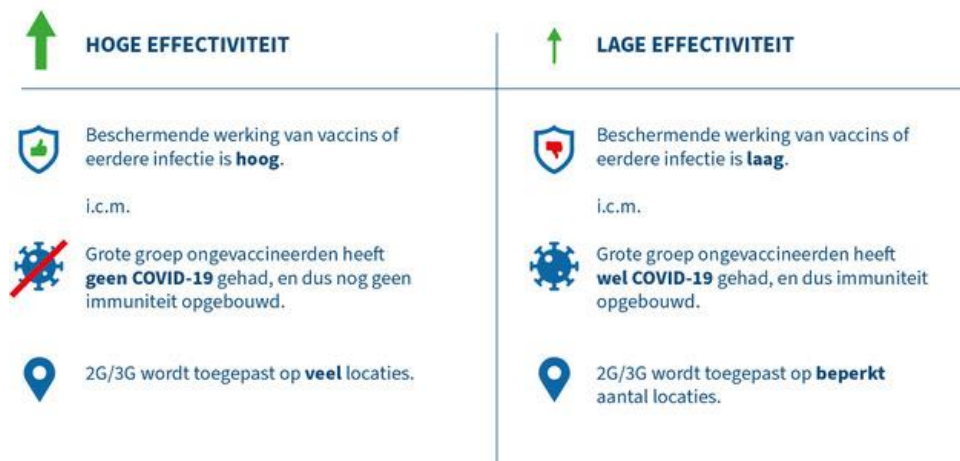 HOGE EFFECTIVITEIT
Beschermende werking van vaccins of
eerdere infectie is hoog.
i.c.m.
Grote groep ongevaccineerden heeft
geen COVID-19 gehad, en dus nog geen
immuniteit opgebouwd.
2G/3G wordt toegepast op veel locaties.
LAGE EFFECTIVITEIT
Beschermende werking van vaccins of
eerdere infectie is laag.
i.c.m.
Grote groep ongevaccineerden heeft
wel COVID-19 gehad, en dus immuniteit
opgebouwd.
2G/3G wordt toegepast op beperkt
aantal locaties.